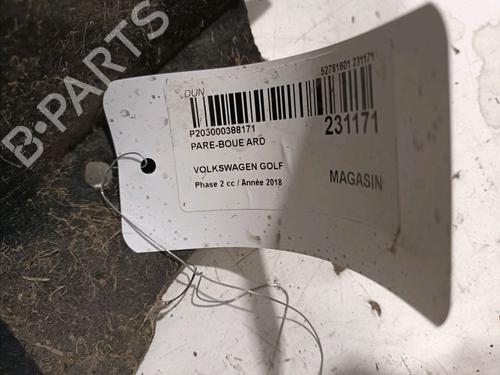 B-PARTS
DUN
52781601 231171
P203000388171
231171
PARE-BOUE ARD
VOLKSWAGEN GOLF
MAGASIN
Phase 2 cc / Année 2018